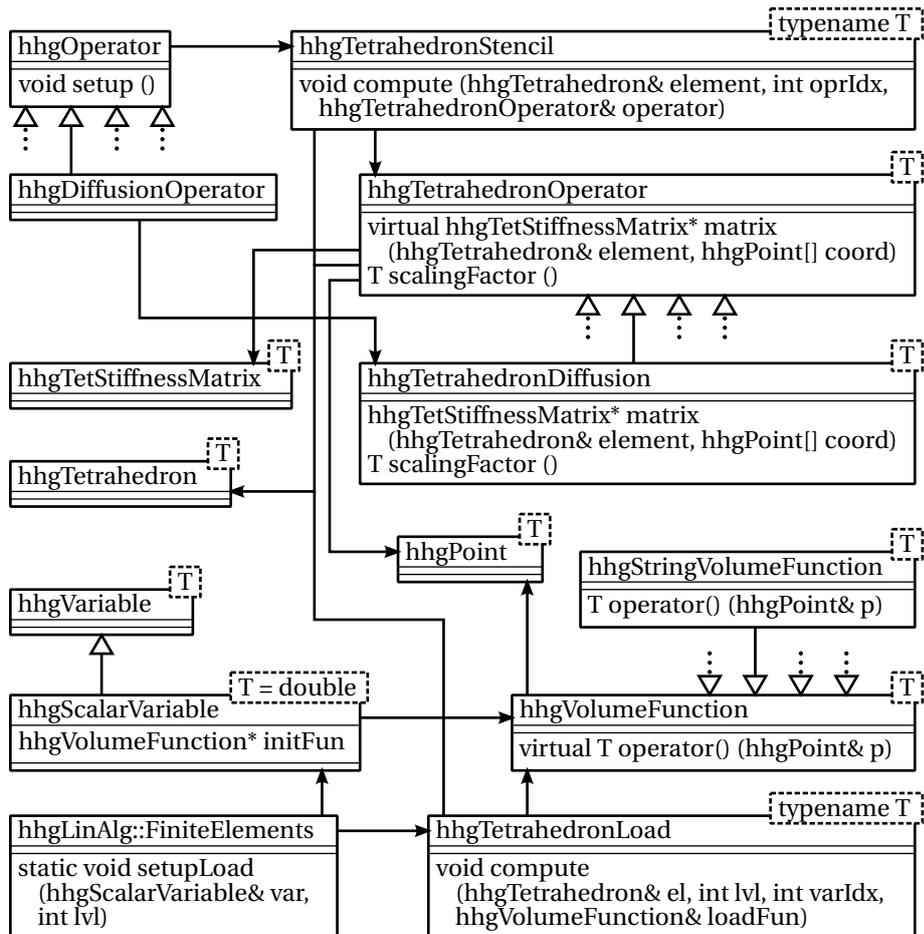 typename T
hhgOperator
void setup ()
hhgTetrahedronStencil
void compute (hhgTetrahedron& element, int oprIdx,
hhgTetrahedronOperator& operator)
hhgDiffusionOperator
T
hhgTetrahedronOperator
virtual hhgTetStiffnessMatrix* matrix
(hhgTetrahedron& element, hhgPoint[] coord)
T scalingFactor ()
T
hhgTetStiffnessMatrix
T
hhgTetrahedronDiffusion
hhgTetStiffnessMatrix* matrix
(hhgTetrahedron& element, hhgPoint[] coord)
T scalingFactor ()
T
hhgTetrahedron
T
hhgPoint
T
hhgStringVolumeFunction
T operator() (hhgPoint& p)
T
hhgVariable
T = double
hhgScalarVariable
hhgVolumeFunction* initFun
T
hhgVolumeFunction
virtual T operator() (hhgPoint& p)
hhgLinAlg::FiniteElements
static void setupLoad
(hhgScalarVariable& var,
int lvl)
typename T
hhgTetrahedronLoad
void compute
(hhgTetrahedron& el, int lvl, int varIdx,
hhgVolumeFunction& loadFun)